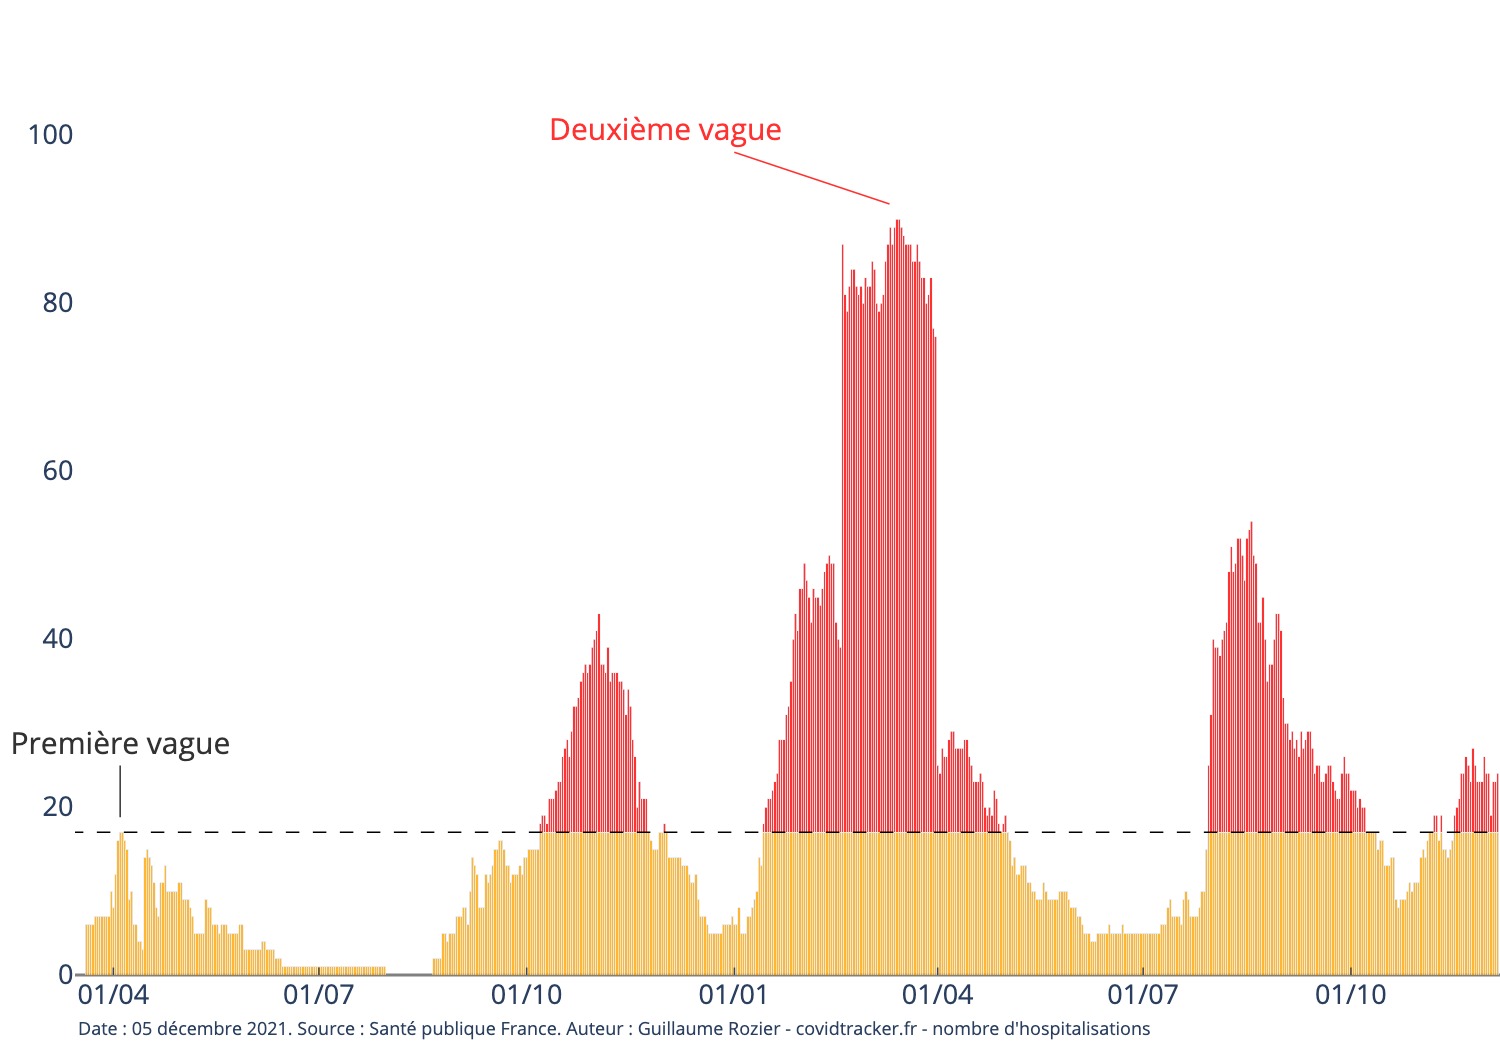 100
Deuxième vague
80
60
40
Première vague
20
0
01/04 01/07 01/10 01/01 01/04 01/07 01/10
Date : 05 décembre 2021. Source : Santé publique France. Auteur : Guillaume Rozier - covidtracker.fr - nombre d'hospitalisations